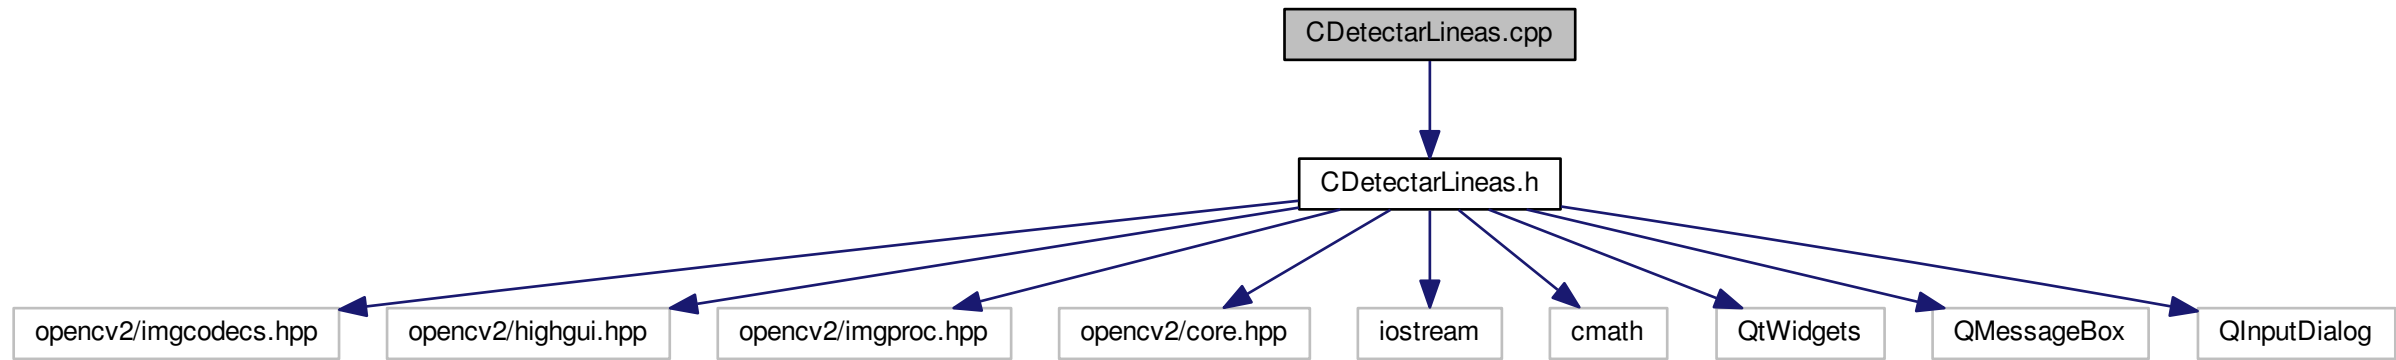 CDetectarLineas.cpp
CDetectarLineas.h
opencv2/imgcodecs.hpp
opencv2/highgui.hpp
opencv2/imgproc.hpp
opencv2/core.hpp
iostream
cmath
QtWidgets
QMessageBox
QInputDialog